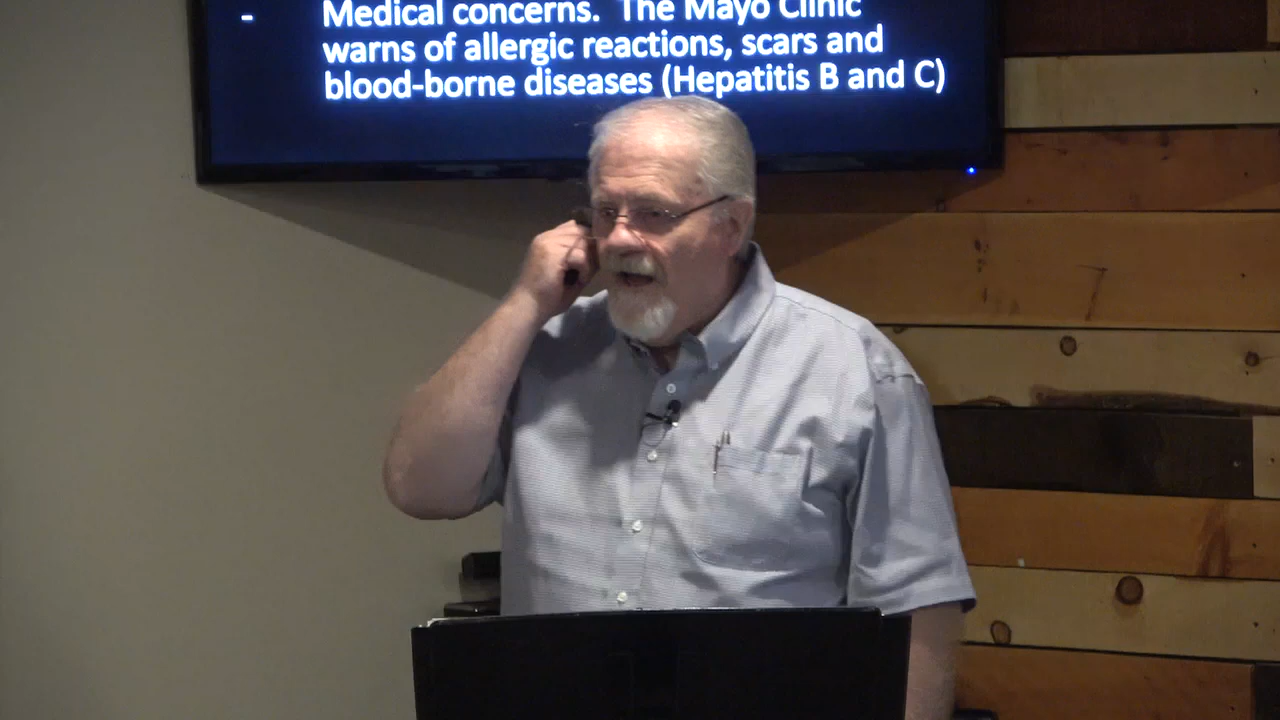 - Medical concerns. The Mayo Clinic
warns of allergic reactions, scars and
blood-borne diseases (Hepatitis B and C)